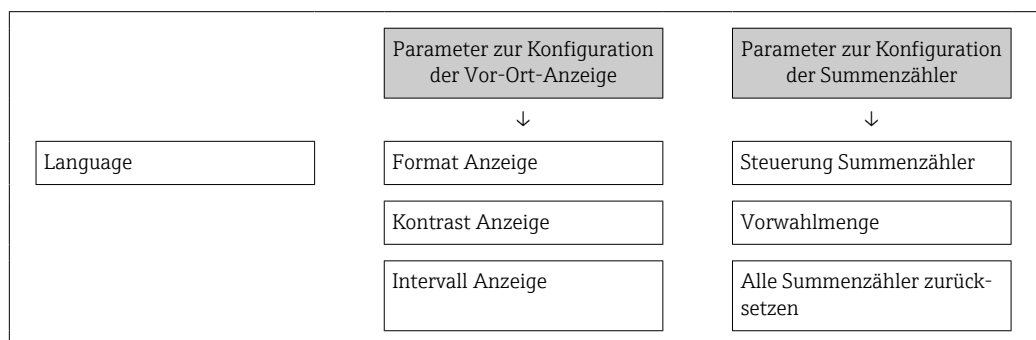 Parameter zur Konfiguration
der Vor-Ort-Anzeige
Parameter zur Konfiguration
der Summenzähler
↓
↓
Language
Format Anzeige
Steuerung Summenzähler
Kontrast Anzeige
Vorwahlmenge
Intervall Anzeige
Alle Summenzähler zurück-
setzen